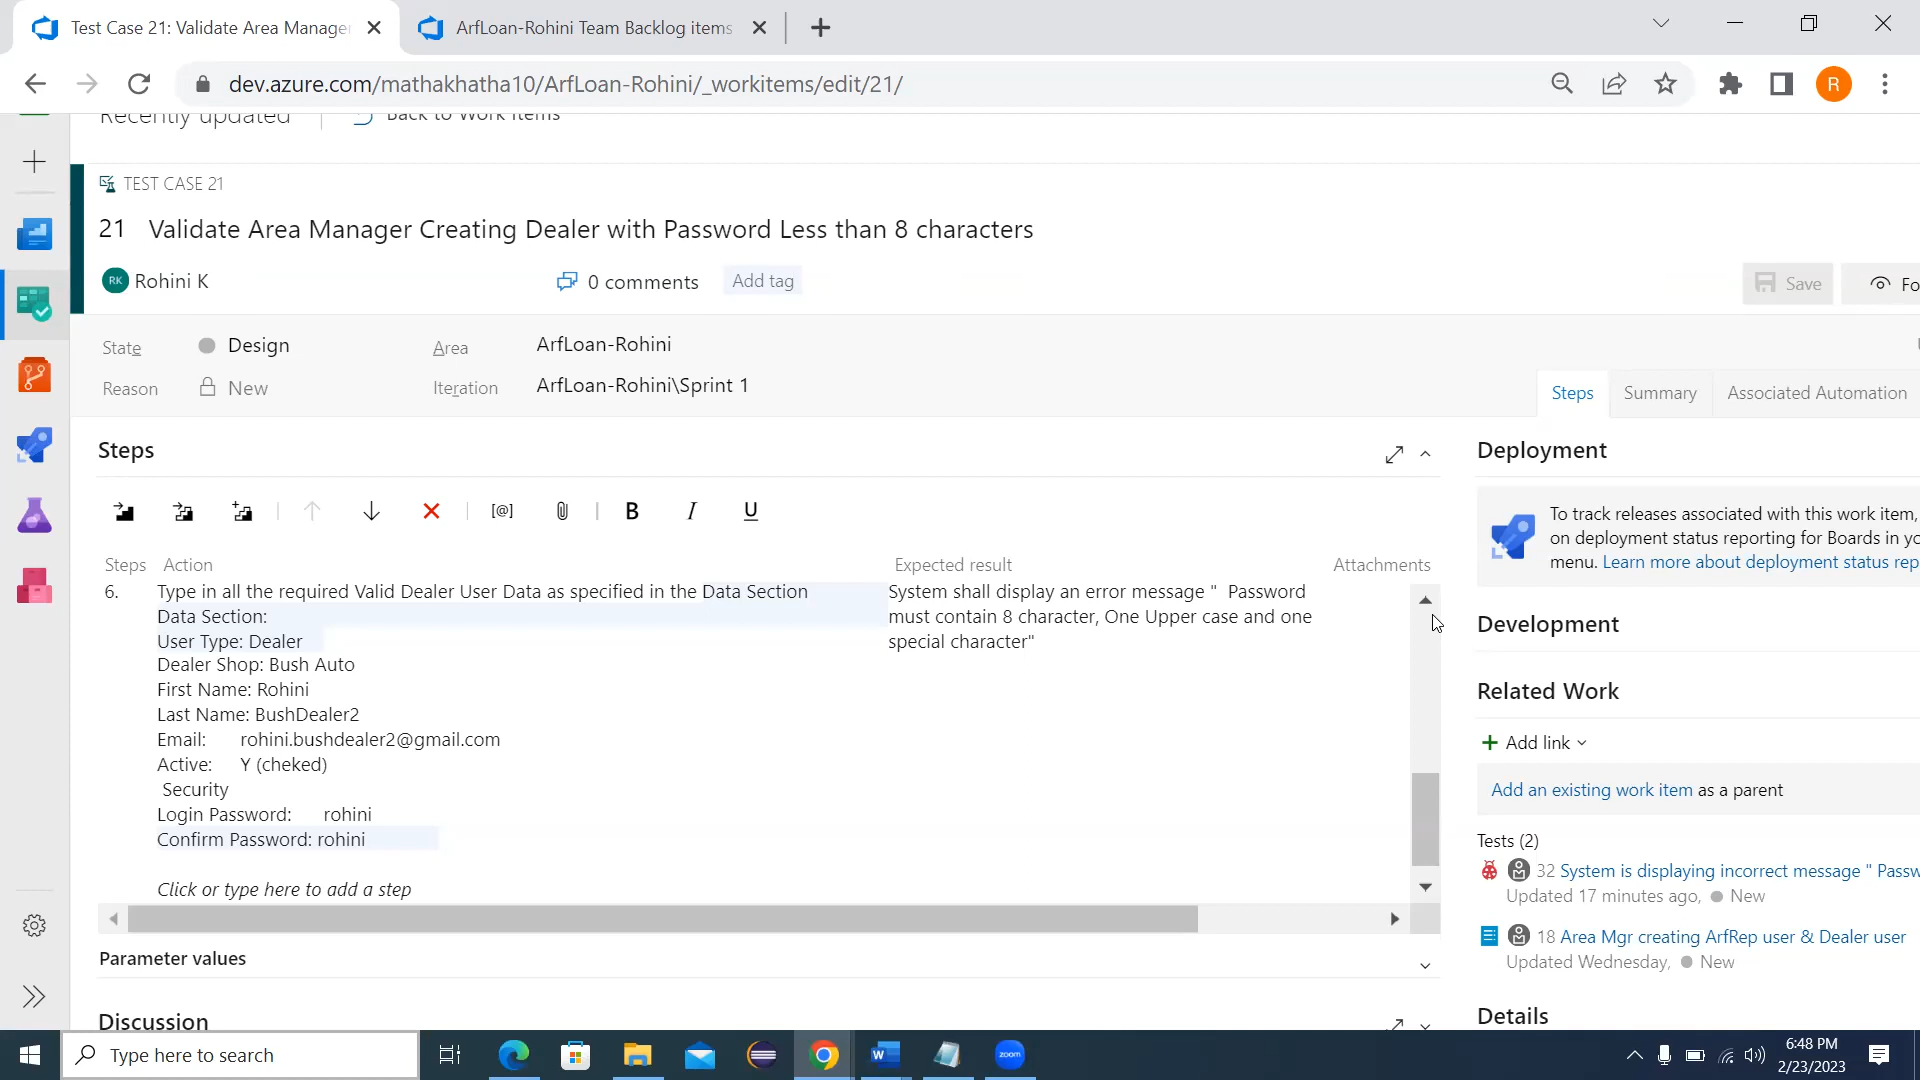 Test Case 21: Validate Area Manager
ArfLoan-Rohini Team Backlog items
dev.azure.com/mathakhatha10/ArfLoan-Rohini/_workitems/edit/21/
R
Recently updated
Back to Work Items
TEST CASE 21
21 Validate Area Manager Creating Dealer with Password Less than 8 characters
RK Rohini K
0 comments
Add tag
Save
Fo
State
Design
Area
ArfLoan-Rohini
Reason
New
Iteration
ArfLoan-Rohini\Sprint 1
Steps
Summary
Associated Automation
Steps
[@]
B
I
U
Steps
Action
Expected result
Attachments
6.
Type in all the required Valid Dealer User Data as specified in the Data Section
Data Section:
User Type: Dealer
Dealer Shop: Bush Auto
First Name: Rohini
Last Name: BushDealer2
Email: rohini.bushdealer2@gmail.com
Active: Y (cheked)
Security
Login Password: rohini
Confirm Password: rohini
System shall display an error message " Password
must contain 8 character, One Upper case and one
special character"
Click or type here to add a step
Parameter values
Discussion
Deployment
To track releases associated with this work item,
on deployment status reporting for Boards in yo
menu. Learn more about deployment status rep
Development
Related Work
Add link
Add an existing work item as a parent
Tests (2)
32 System is displaying incorrect message " Passw
Updated 17 minutes ago, New
18 Area Mgr creating ArfRep user & Dealer user
Updated Wednesday, New
Details
Type here to search
W
zoom
6:48 PM
2/23/2023